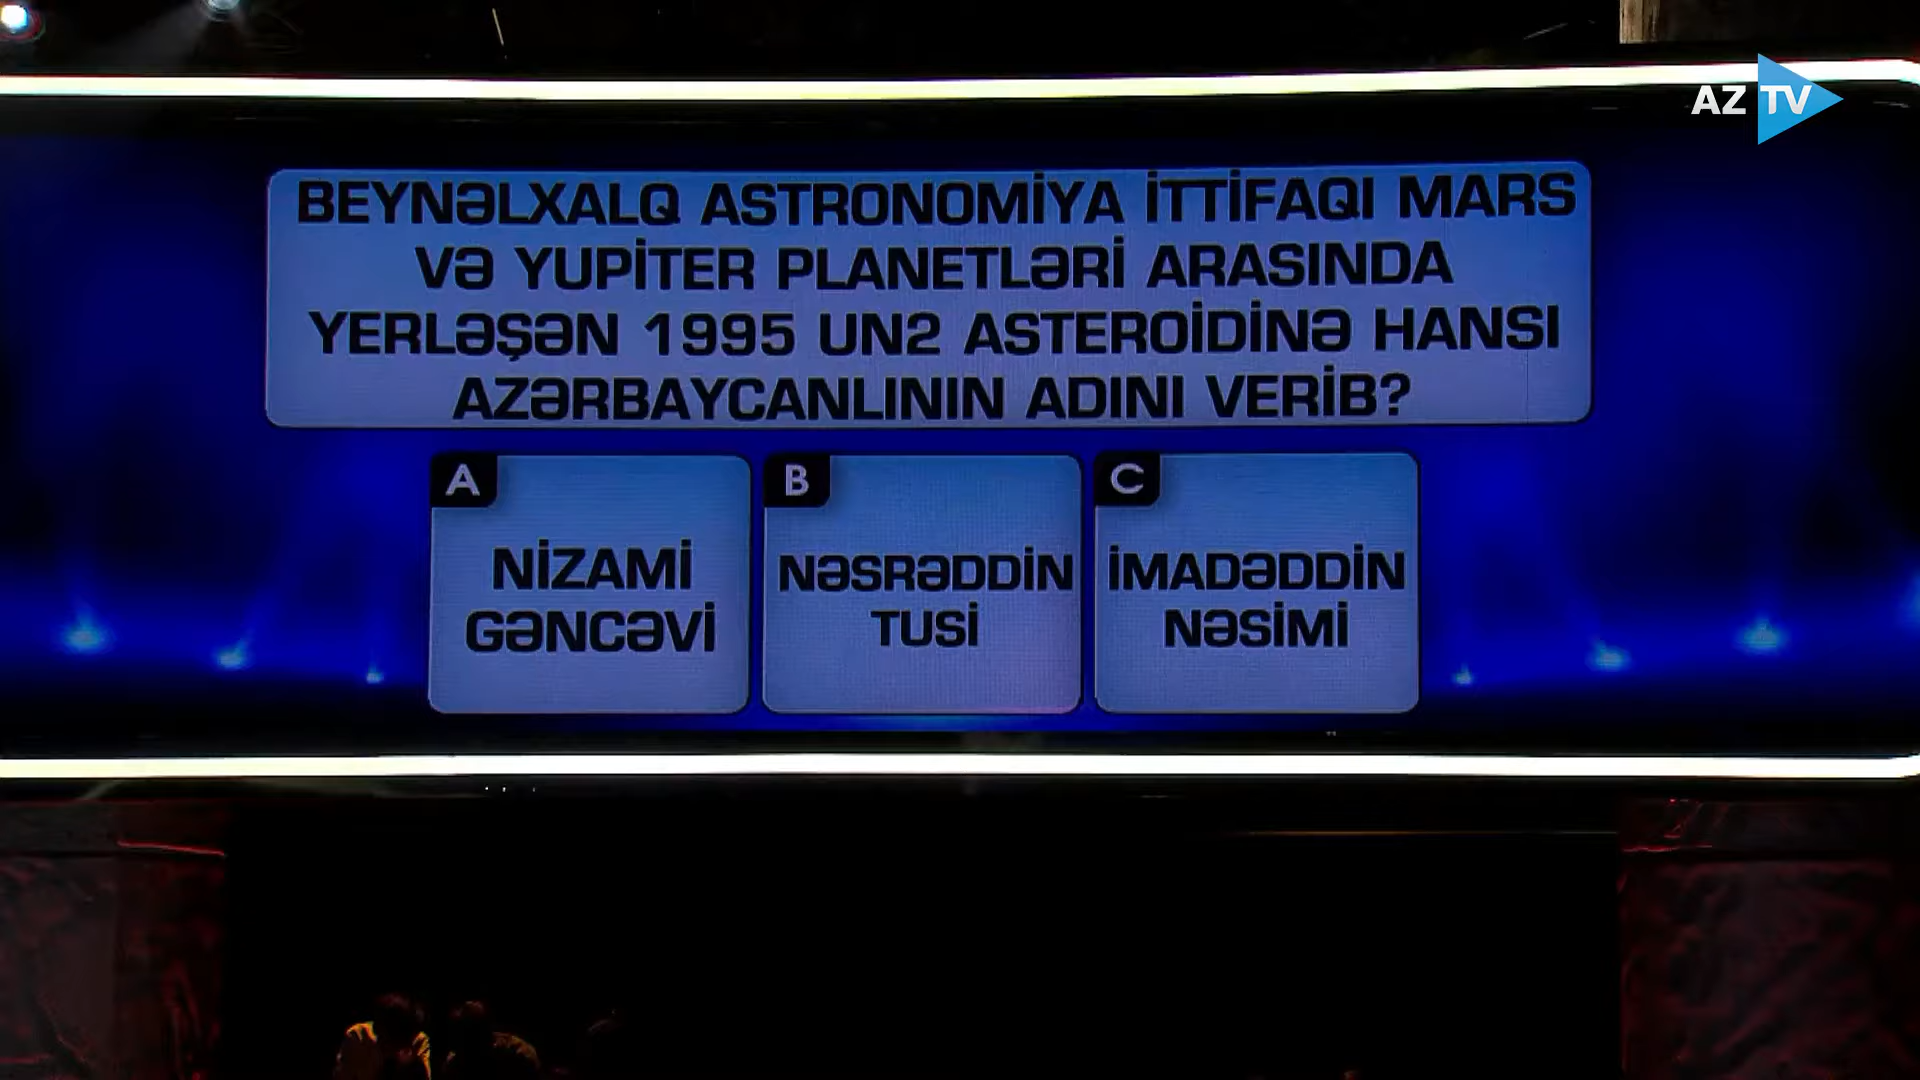 AZ TV
BEYNƏLXALQ ASTRONOMİYA İTTİFAQI MARS
VƏ YUPİTER PLANETLƏRİ ARASINDA
YERLƏŞƏN 1995 UN2 ASTEROİDİNƏ HANSI
AZƏRBAYCANLININ ADINI VERİB?
A
NİZAMİ
GƏNCƏVİ
B
NƏSRƏDDİN
TUSİ
C
İMADƏDDİN
NƏSİMİ